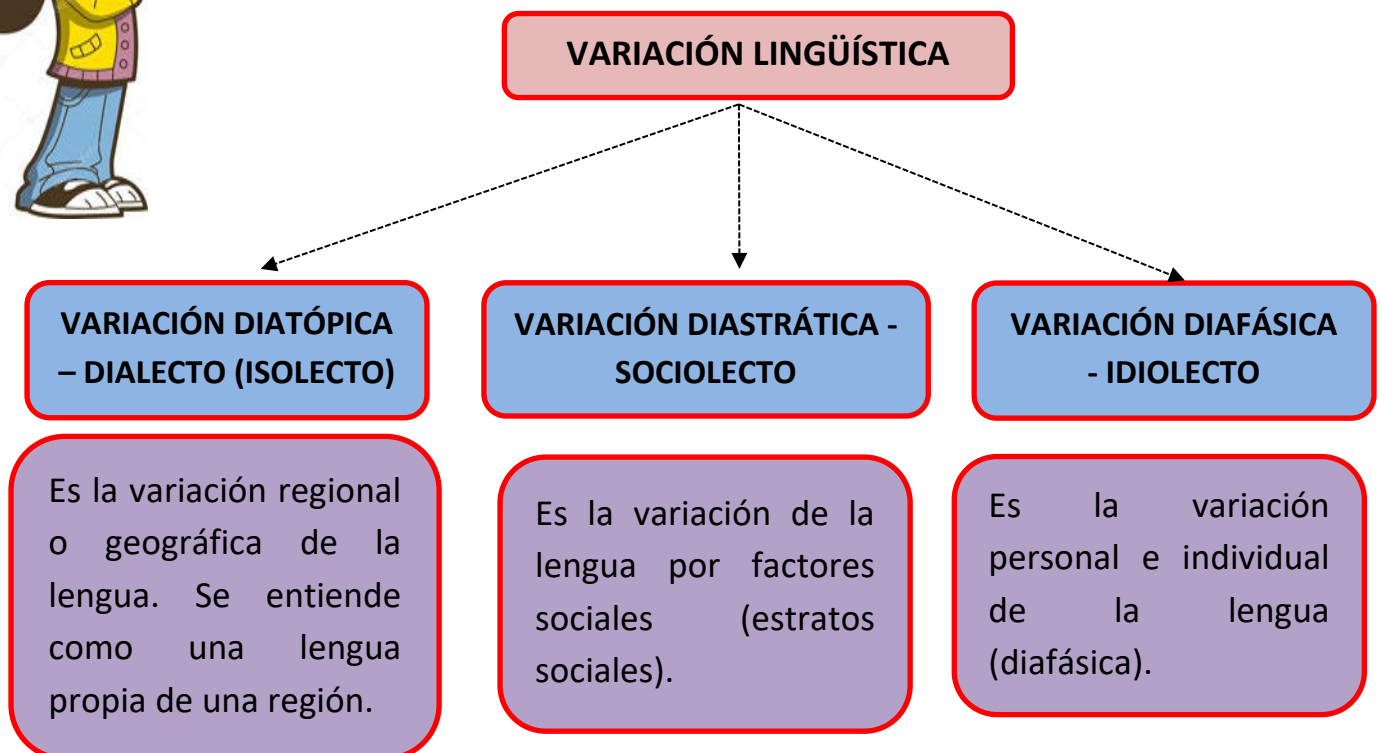 VARIACIÓN LINGÜÍSTICA
VARIACIÓN DIATÓPICA
– DIALECTO (ISOLECTO)
Es la variación regional
o geográfica de la
lengua. Se entiende
como una lengua
propia de una región.
VARIACIÓN DIASTRÁTICA -
SOCIOLECTO
Es la variación de la
lengua por factores
sociales (estratos
sociales).
VARIACIÓN DIAFÁSICA
- IDIOLECTO
Es la variación
personal e individual
de la lengua
(diafásica).